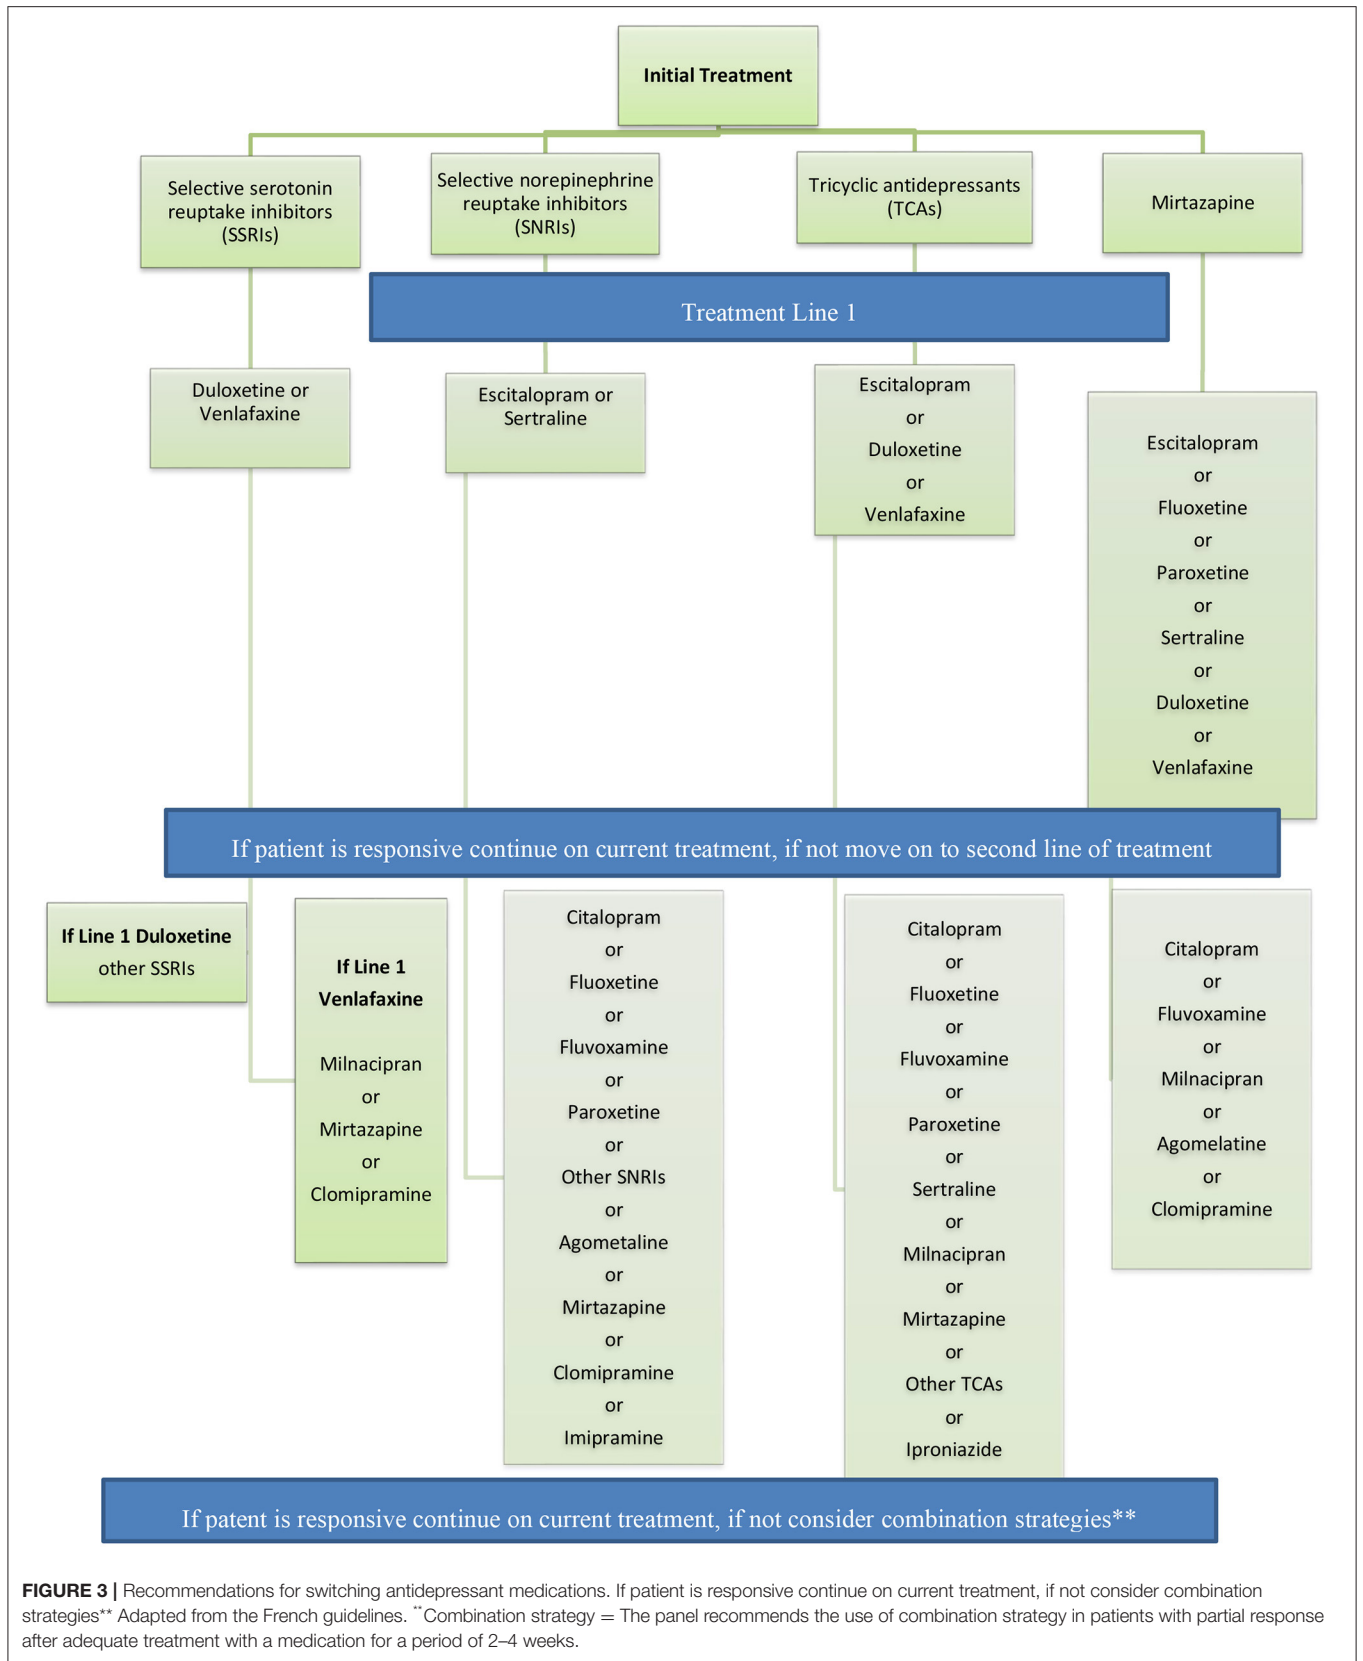 Initial Treatment
Selective serotonin
reuptake inhibitors
(SSRIs)
Selective norepinephrine
reuptake inhibitors
(SNRIs)
Tricyclic antidepressants
(TCAs)
Mirtazapine
Treatment Line 1
Duloxetine or
Venlafaxine
Escitalopram or
Sertraline
Escitalopram
or
Duloxetine
or
Venlafaxine
Escitalopram
or
Fluoxetine
or
Paroxetine
or
Sertraline
or
Duloxetine
or
Venlafaxine
If patient is responsive continue on current treatment, if not move on to second line of treatment
If Line 1 Duloxetine
other SSRIs
If Line 1
Venlafaxine
Milnacipran
or
Mirtazapine
or
Clomipramine
Citalopram
or
Fluoxetine
or
Fluvoxamine
or
Paroxetine
or
Other SNRIs
or
Agometaline
or
Mirtazapine
or
Clomipramine
or
Imipramine
Citalopram
or
Fluoxetine
or
Fluvoxamine
or
Paroxetine
or
Sertraline
or
Milnacipran
or
Mirtazapine
or
Other TCAs
or
Iproniazide
Citalopram
or
Fluvoxamine
or
Milnacipran
or
Agomelatine
or
Clomipramine
If patent is responsive continue on current treatment, if not consider combination strategies**
FIGURE 3 | Recommendations for switching antidepressant medications. If patient is responsive continue on current treatment, if not consider combination
strategies** Adapted from the French guidelines. **Combination strategy = The panel recommends the use of combination strategy in patients with partial response
after adequate treatment with a medication for a period of 2–4 weeks.